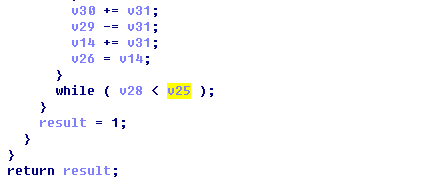 v30 += v31;
v29 -= v31;
v14 += v31;
v26 = v14;
}
while ( v28 < v25 );
}
result = 1;
}
}
return result;